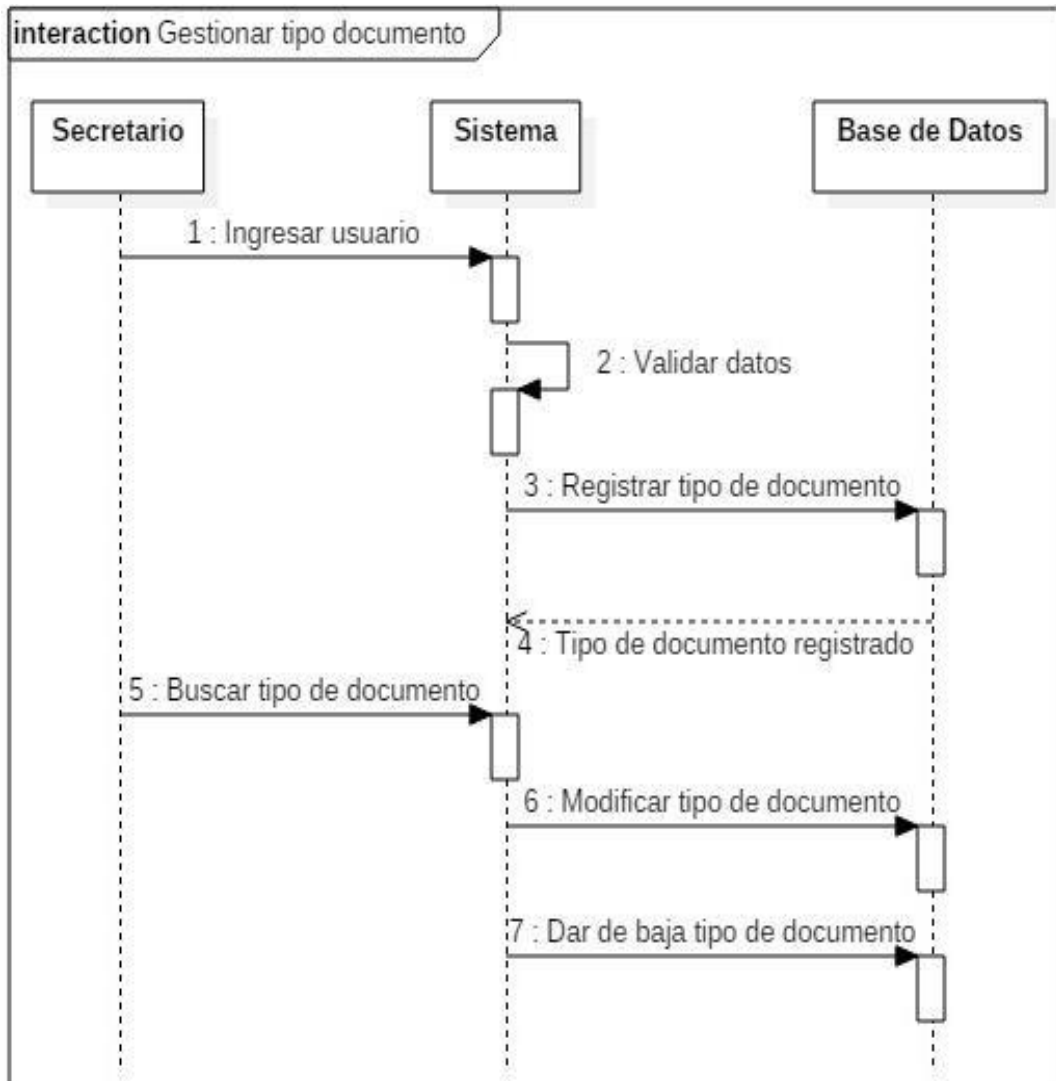 interaction Gestionar tipo documento
Secretario
Sistema
Base de Datos
1 : Ingresar usuario
2 : Validar datos
3 : Registrar tipo de documento
4 : Tipo de documento registrado
5 : Buscar tipo de documento
6 : Modificar tipo de documento
7 : Dar de baja tipo de documento